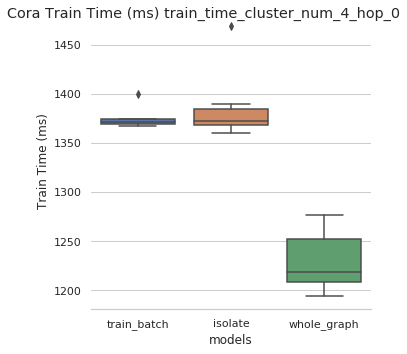 Cora Train Time (ms) train_time_cluster_num_4_hop_0
1450
1400
1350
1300
1250
1200
Train Time (ms)
train_batch isolate whole_graph
models